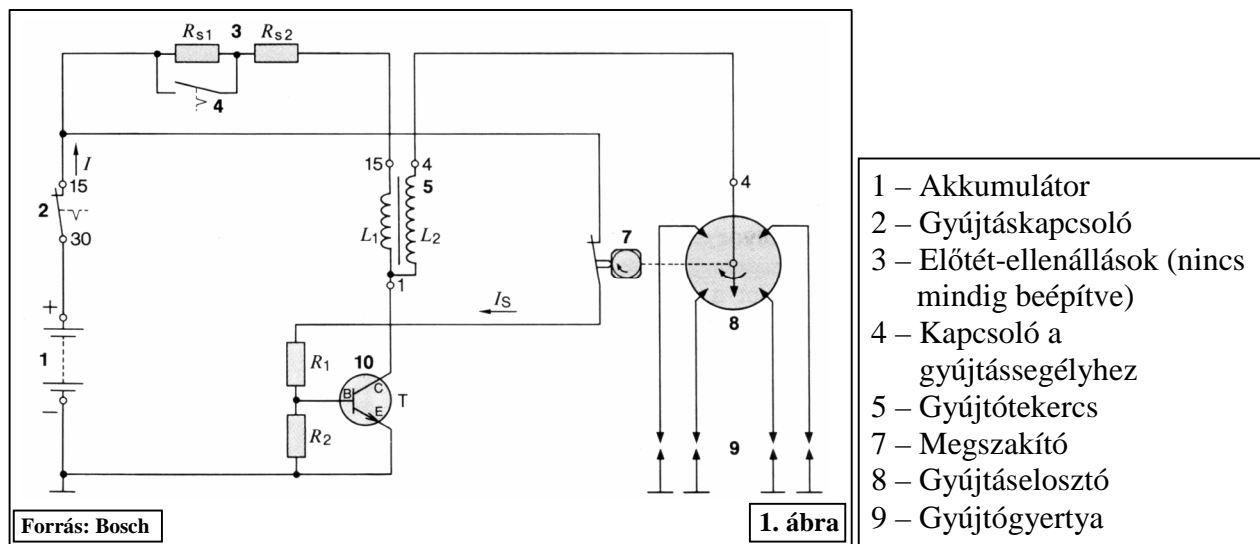 Rs1 3 Rs2
4
I
15
2
30
+
1
−
15 4
5
L1 L2
1
IS
R1 10
B C T
E
R2
7
4
8
9
Forrás: Bosch
1. ábra
1 – Akkumulátor
2 – Gyújtáskapcsoló
3 – Előtét-ellenállások (nincs
mindig beépítve)
4 – Kapcsoló a
gyújtássegélyhez
5 – Gyújtótekercs
7 – Megszakító
8 – Gyújtáselosztó
9 – Gyújtógyertya